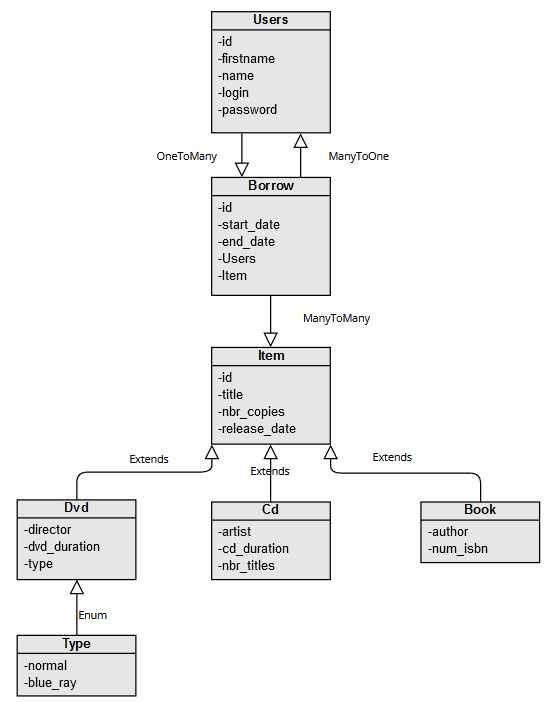 Users
-id
-firstname
-name
-login
-password
OneToMany
ManyToOne
Borrow
-id
-start_date
-end_date
-Users
-Item
ManyToMany
Item
-id
-title
-nbr_copies
-release_date
Extends
Extends
Extends
Dvd
-director
-dvd_duration
-type
Cd
-artist
-cd_duration
-nbr_titles
Book
-author
-num_isbn
Enum
Type
-normal
-blue_ray